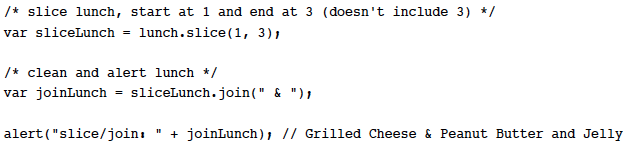 /* slice lunch, start at 1 and end at 3 (doesn't include 3) */
var sliceLunch = lunch.slice(1, 3);
/* clean and alert lunch */
var joinLunch = sliceLunch.join(" & ");
alert("slice/join: " + joinLunch); // Grilled Cheese & Peanut Butter and Jelly